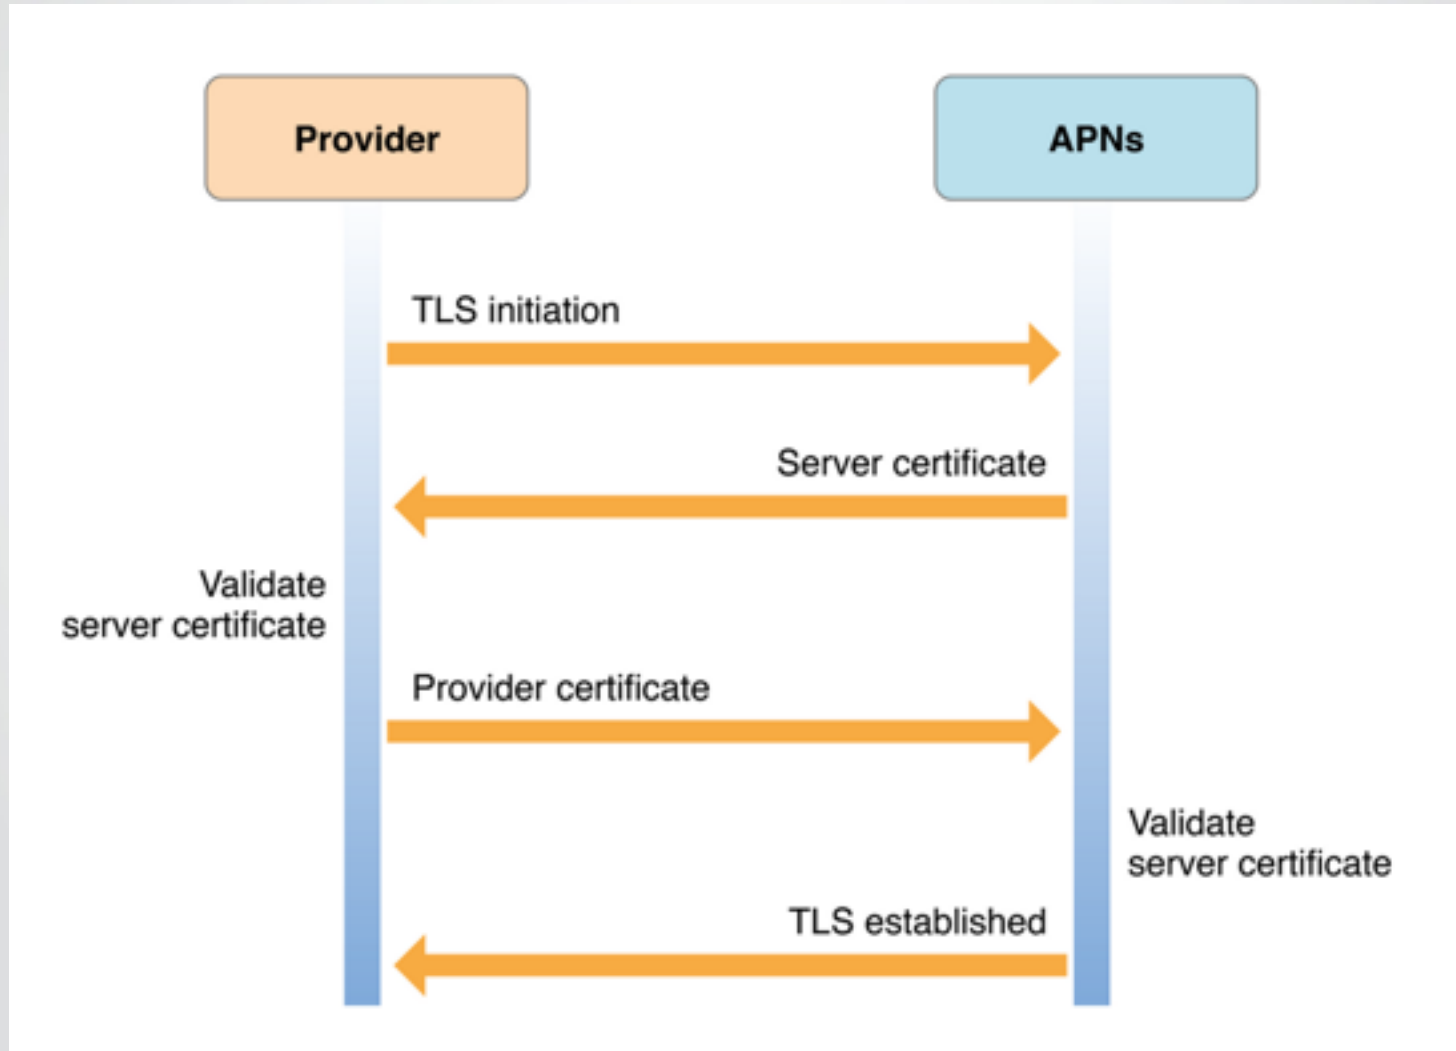 Provider
APNs
TLS initiation
Server certificate
Validate
server certificate
Provider certificate
Validate
server certificate
TLS established